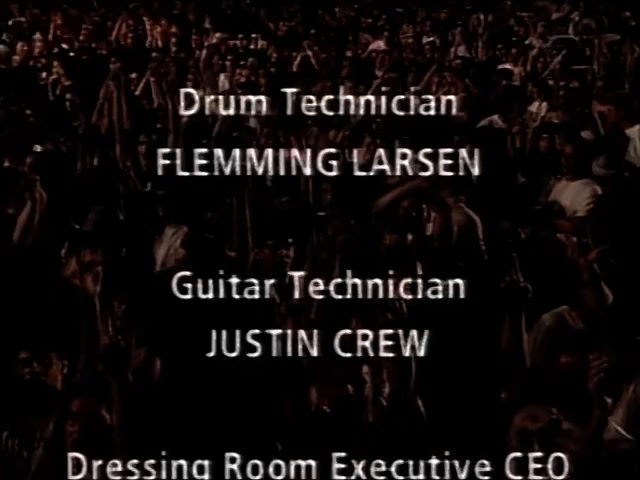 Drum Technician
FLEMMING LARSEN
Guitar Technician
JUSTIN CREW
Dressing Room Executive CEO